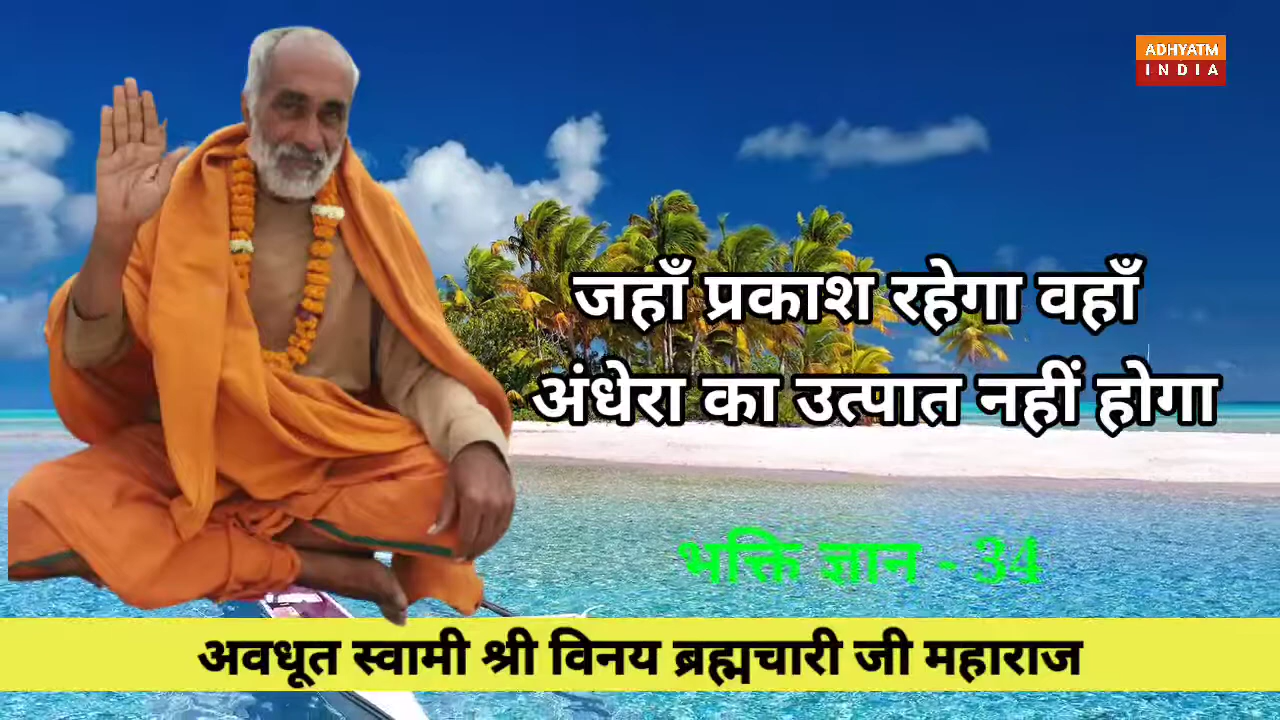 ADHYATM
INDIA
जहाँ प्रकाश रहेगा वहाँ
अंधेरा का उत्पात नहीं होगा
भक्ति ज्ञान - 34
अवधूत स्वामी श्री विनय ब्रह्मचारी जी महाराज